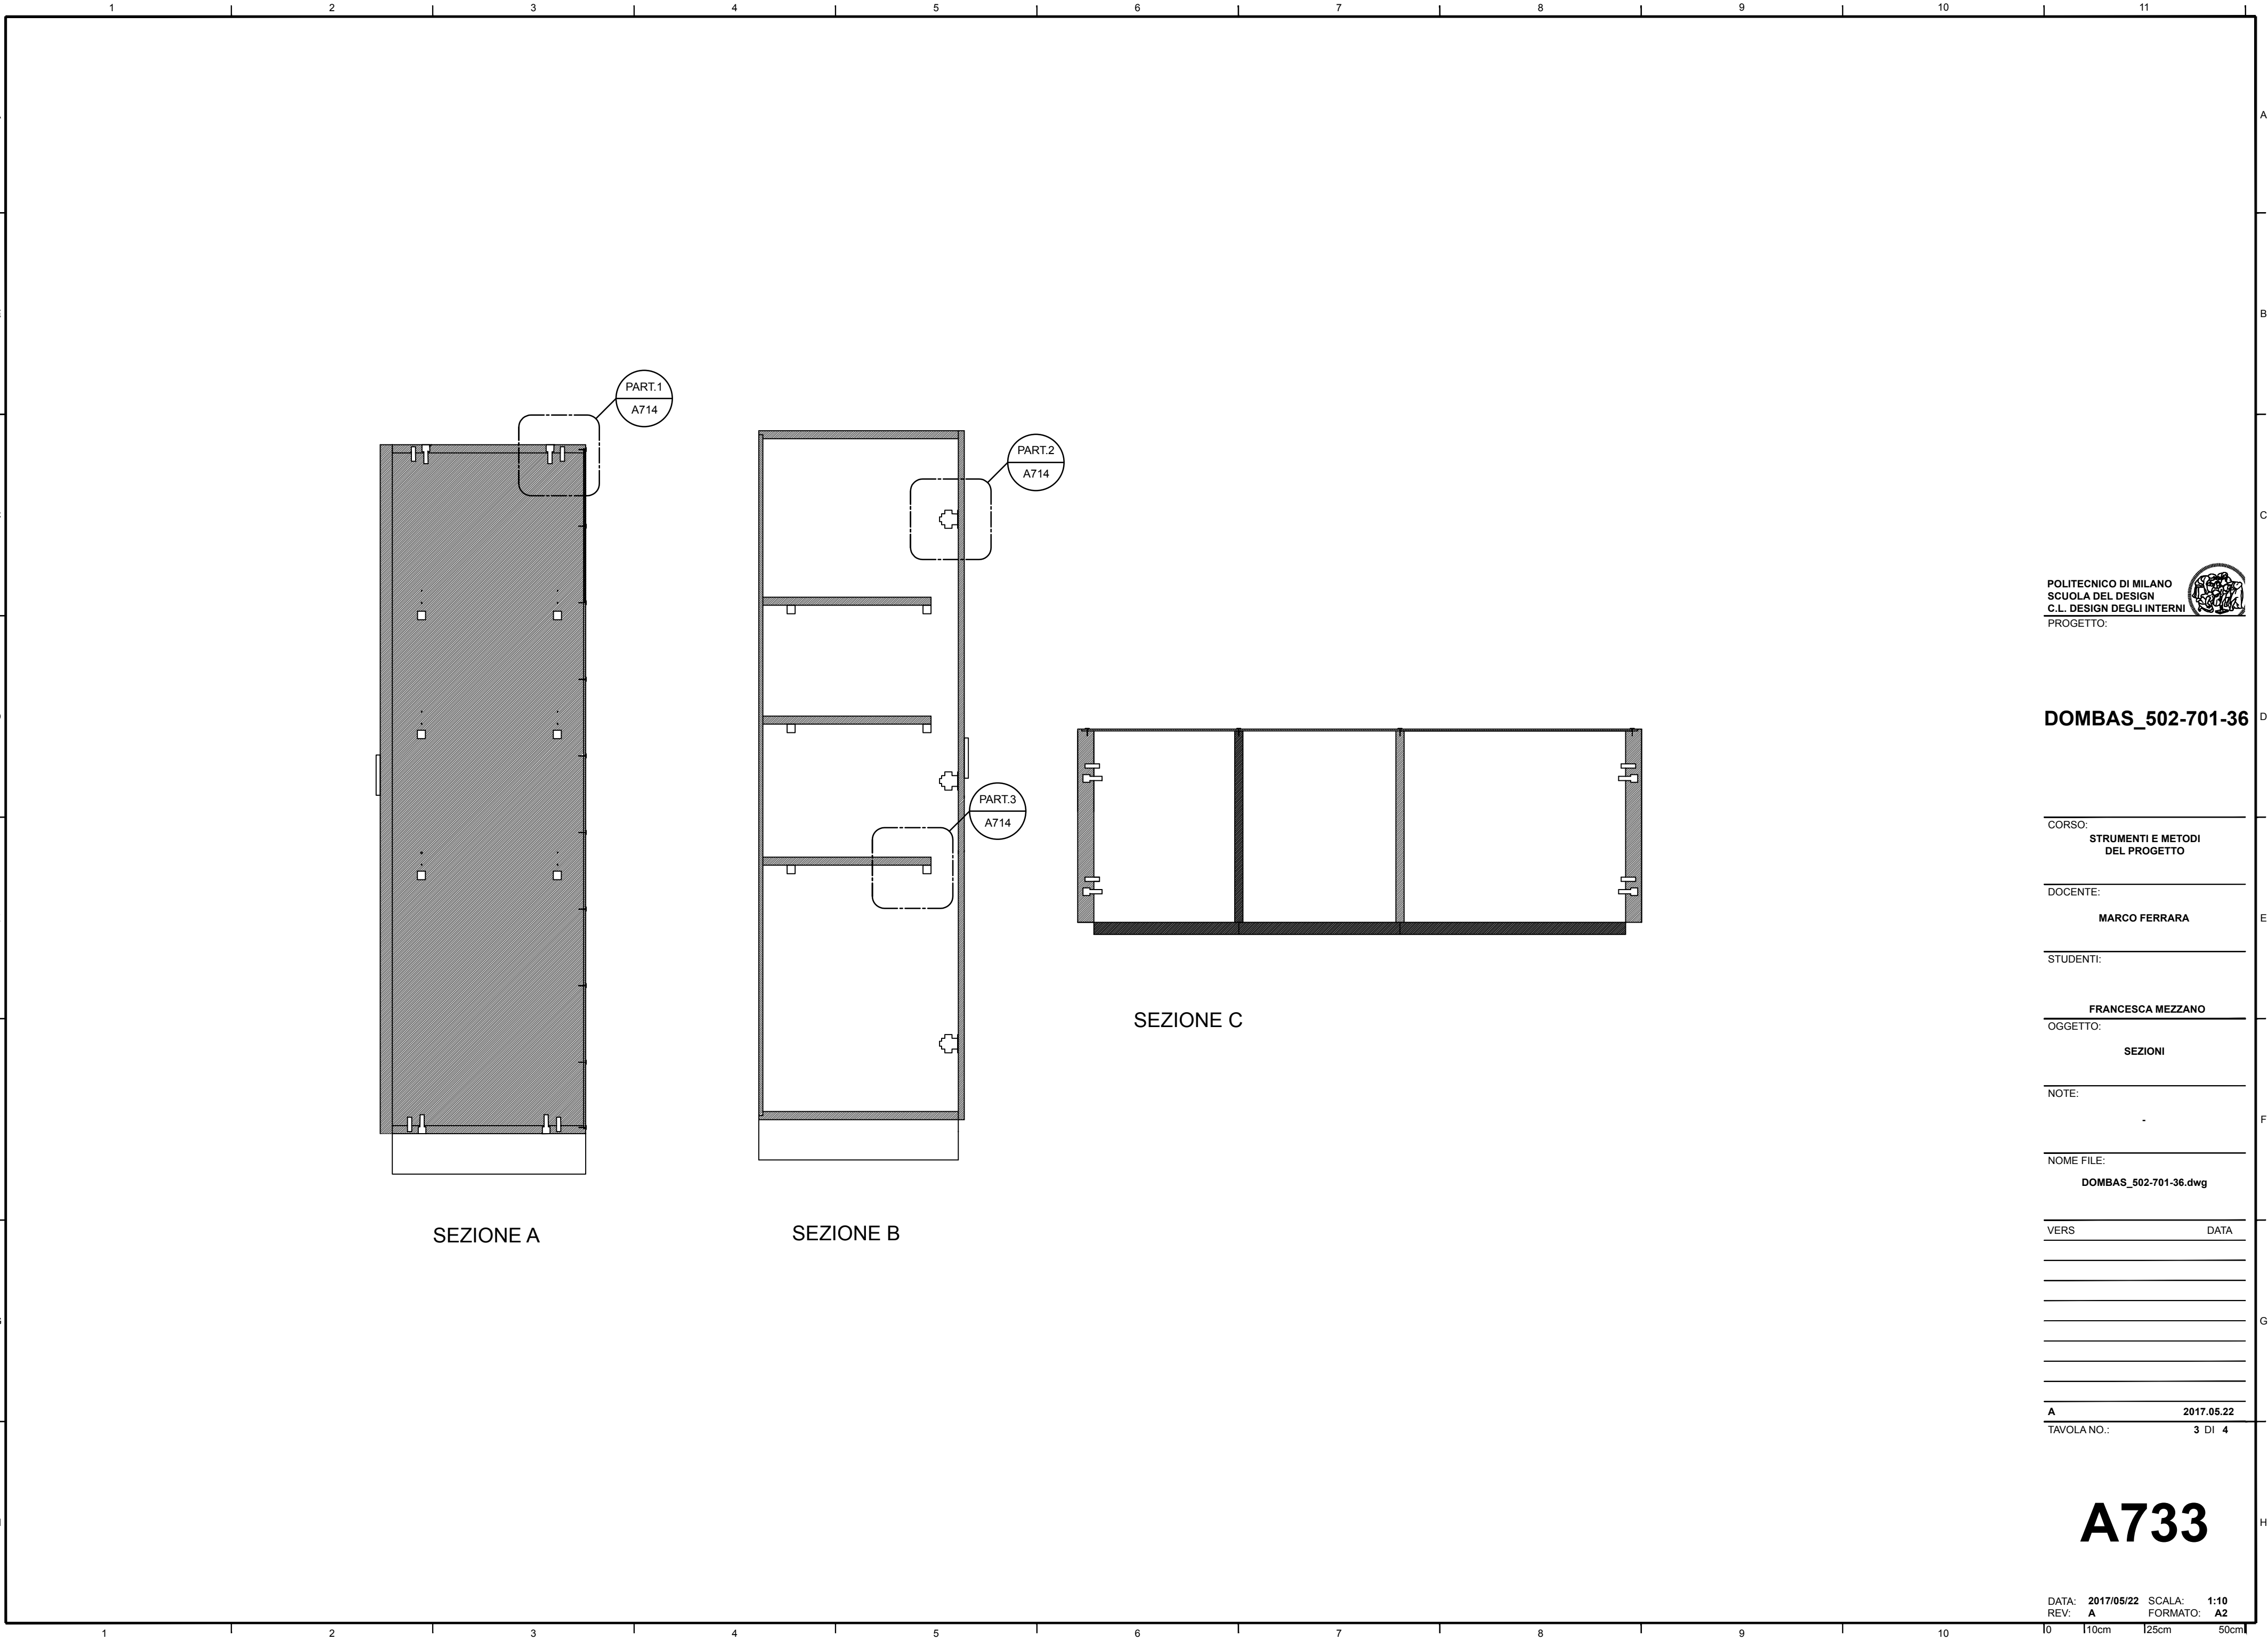 1 2 3 4 5 6 7 8 9 10 11
A
B
C
D
E
F
G
H
PART.1
A714
PART.2
A714
PART.3
A714
SEZIONE A
SEZIONE B
SEZIONE C
POLITECNICO DI MILANO
SCUOLA DEL DESIGN
C.L. DESIGN DEGLI INTERNI
PROGETTO:
DOMBAS_502-701-36
CORSO:
STRUMENTI E METODI
DEL PROGETTO
DOCENTE:
MARCO FERRARA
STUDENTI:
FRANCESCA MEZZANO
OGGETTO:
SEZIONI
NOTE:
-
NOME FILE:
DOMBAS_502-701-36.dwg
VERS DATA
A 2017.05.22
TAVOLA NO.: 3 DI 4
A733
DATA: 2017/05/22 SCALA: 1:10
REV: A FORMATO: A2
0 10cm 25cm 50cm
1 2 3 4 5 6 7 8 9 10